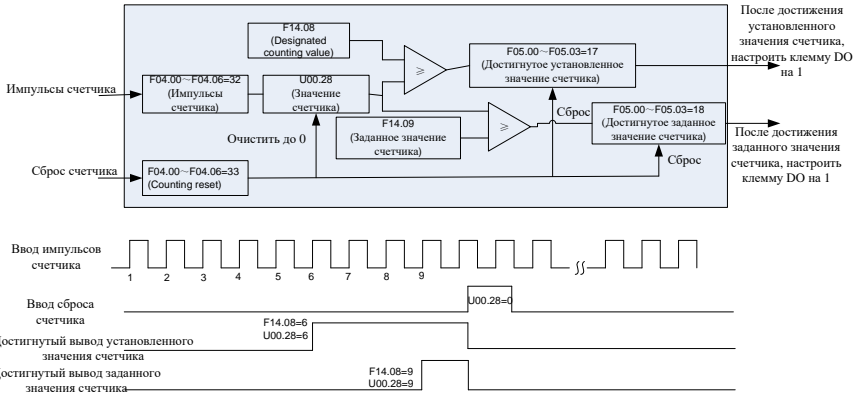 F14.08
(Designated
counting value)
После достижения
установленного
значения счетчика,
настроить клемму DO
на 1
F05.00～F05.03=17
(Достигнутое установленное
значение счетчика)
≥
Импульсы счетчика
F04.00～F04.06=32
(Импульсы
счетчика)
U00.28
(Значение
счетчика)
F14.09
(Заданное значение
счетчика)
≥
Сброс
F05.00～F05.03=18
(Достигнутое заданное
значение счетчика)
Очистить до 0
После достижения
заданного значения
счетчика, настроить
клемму DO на 1
Сброс счетчика
F04.00～F04.06=33
(Counting reset)
Сброс
Ввод импульсов
счетчика
1 2 3 4 5 6 7 8 9
Ввод сброса
счетчика
U00.28=0
F14.08=6
U00.28=6
Достигнутый вывод установленного
значения счетчика
F14.08=9
U00.28=9
Достигнутый вывод заданного
значения счетчика